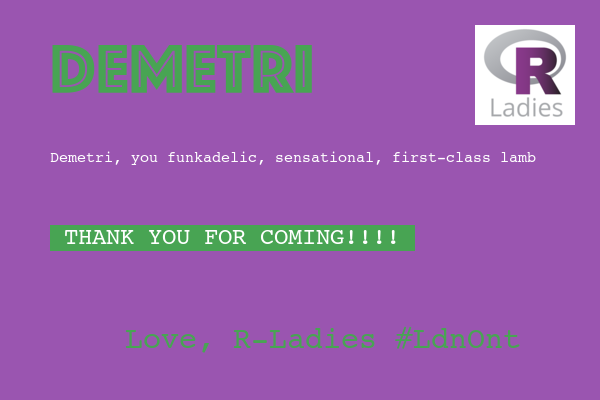 DEMETRI
R
Ladies
Demetri, you funkadelic, sensational, first-class lamb
THANK YOU FOR COMING!!!!
Love, R-Ladies #LdnOnt